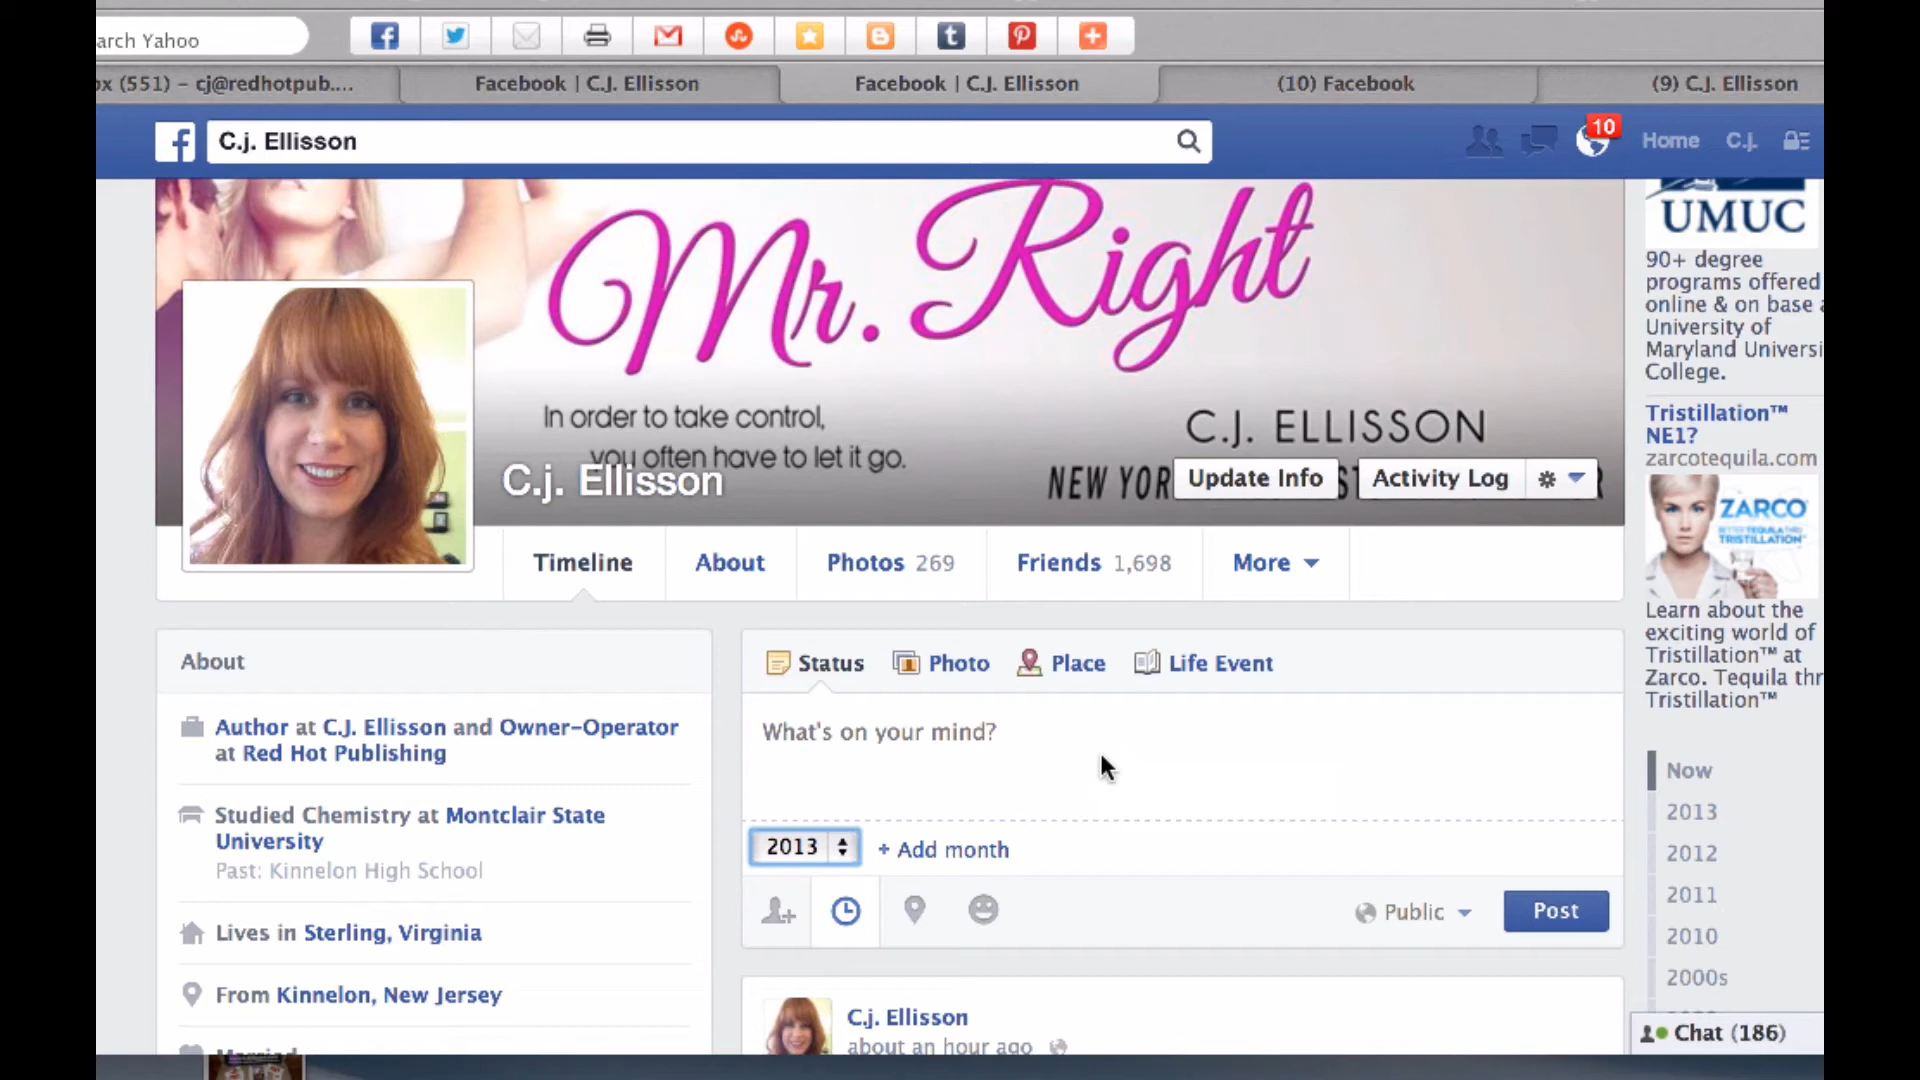 arch Yahoo
(551) – cj@redhotpub....
Facebook | C.J. Ellisson
Facebook | C.J. Ellisson
(10) Facebook
(9) C.J. Ellisson
C.j. Ellisson
10
Home
C.j.
Mr. Right
In order to take control,
you often have to let it go.
C.J. ELLISSON
NEW YOR
C.j. Ellisson
Update Info
Activity Log
Timeline
About
Photos 269
Friends 1,698
More
About
Author at C.J. Ellisson and Owner-Operator
at Red Hot Publishing
Studied Chemistry at Montclair State
University
Past: Kinnelon High School
Lives in Sterling, Virginia
From Kinnelon, New Jersey
Married
Status
Photo
Place
Life Event
What's on your mind?
2013
+ Add month
Public
Post
C.j. Ellisson
about an hour ago
UMUC
90+ degree
programs offered
online & on base
University of
Maryland Universi
College.
Tristillation™
NE1?
zarcotequila.com
ZARCO
Learn about the
exciting world of
Tristillation™ at
Zarco. Tequila thr
Tristillation™
Now
2013
2012
2011
2010
2000s
Chat (186)